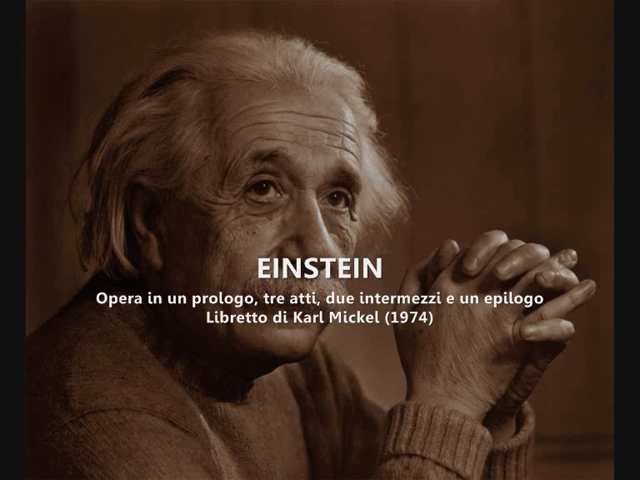 EINSTEIN
Opera in un prologo, tre atti, due intermezzi e un epilogo
Libretto di Karl Mickel (1974)